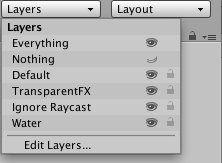 Layers Layout
Layers
Everything
Nothing
Default
TransparentFX
Ignore Raycast
Water
Edit Layers...